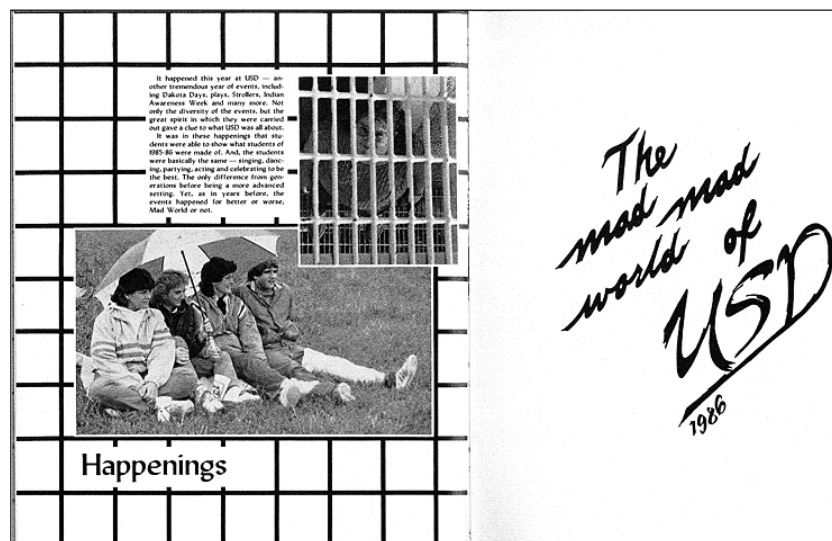 It happened this year at USD — an-
other tremendous year of events, includ-
ing Dakota Days, plays, Strollers, Indian
Awareness Week and many more. Not
only the diversity of the events, but the
great spirit in which they were carried
out gave a clue to what USD was all about.
It was in these happenings that stu-
dents were able to show what students of
1985-86 were made of. And, the students
were basically the same — singing, danc-
ing, partying, acting and celebrating to be
the best. The only difference from gen-
erations before being a more advanced
setting. Yet, as in years before, the
events happened for better or worse,
Mad World or not.
Happenings
The
mad mad
world of
USD
1986